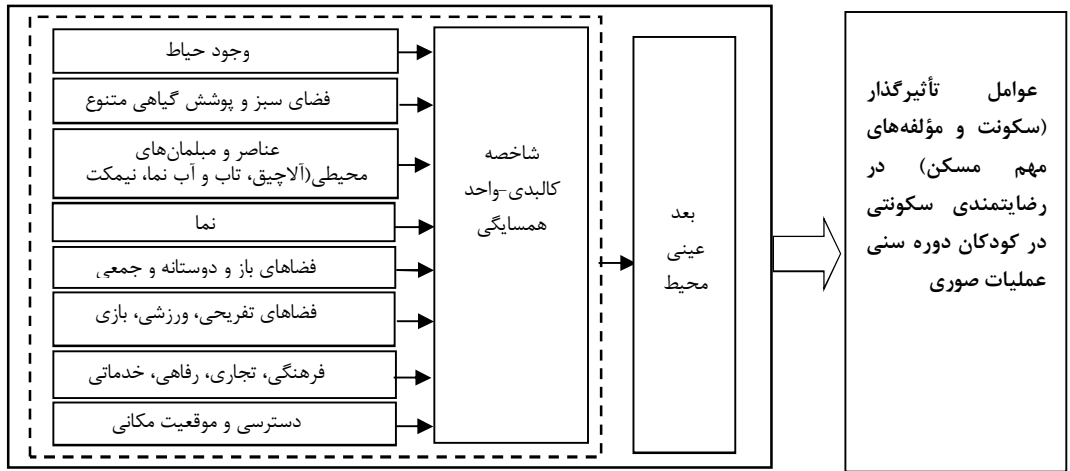 وجود حیاط
فضای سبز و پوشش گیاهی متنوع
عناصر و مبلمان‌های
محیطی(آلاچیق، تاب و آب نما، نیمکت
نما
فضاهای باز و دوستانه و جمعی
فضاهای تفریحی، ورزشی، بازی
فرهنگی، تجاری، رفاهی، خدماتی
دسترسی و موقعیت مکانی
شاخصه
کالبدی-واحد
همسایگی
بعد
عینی
محیط
عوامل تأثیرگذار
(سکونت و مؤلفه‌های
مهم مسکن) در
رضایتمندی سکونتی
در کودکان دوره سنی
عملیات صوری